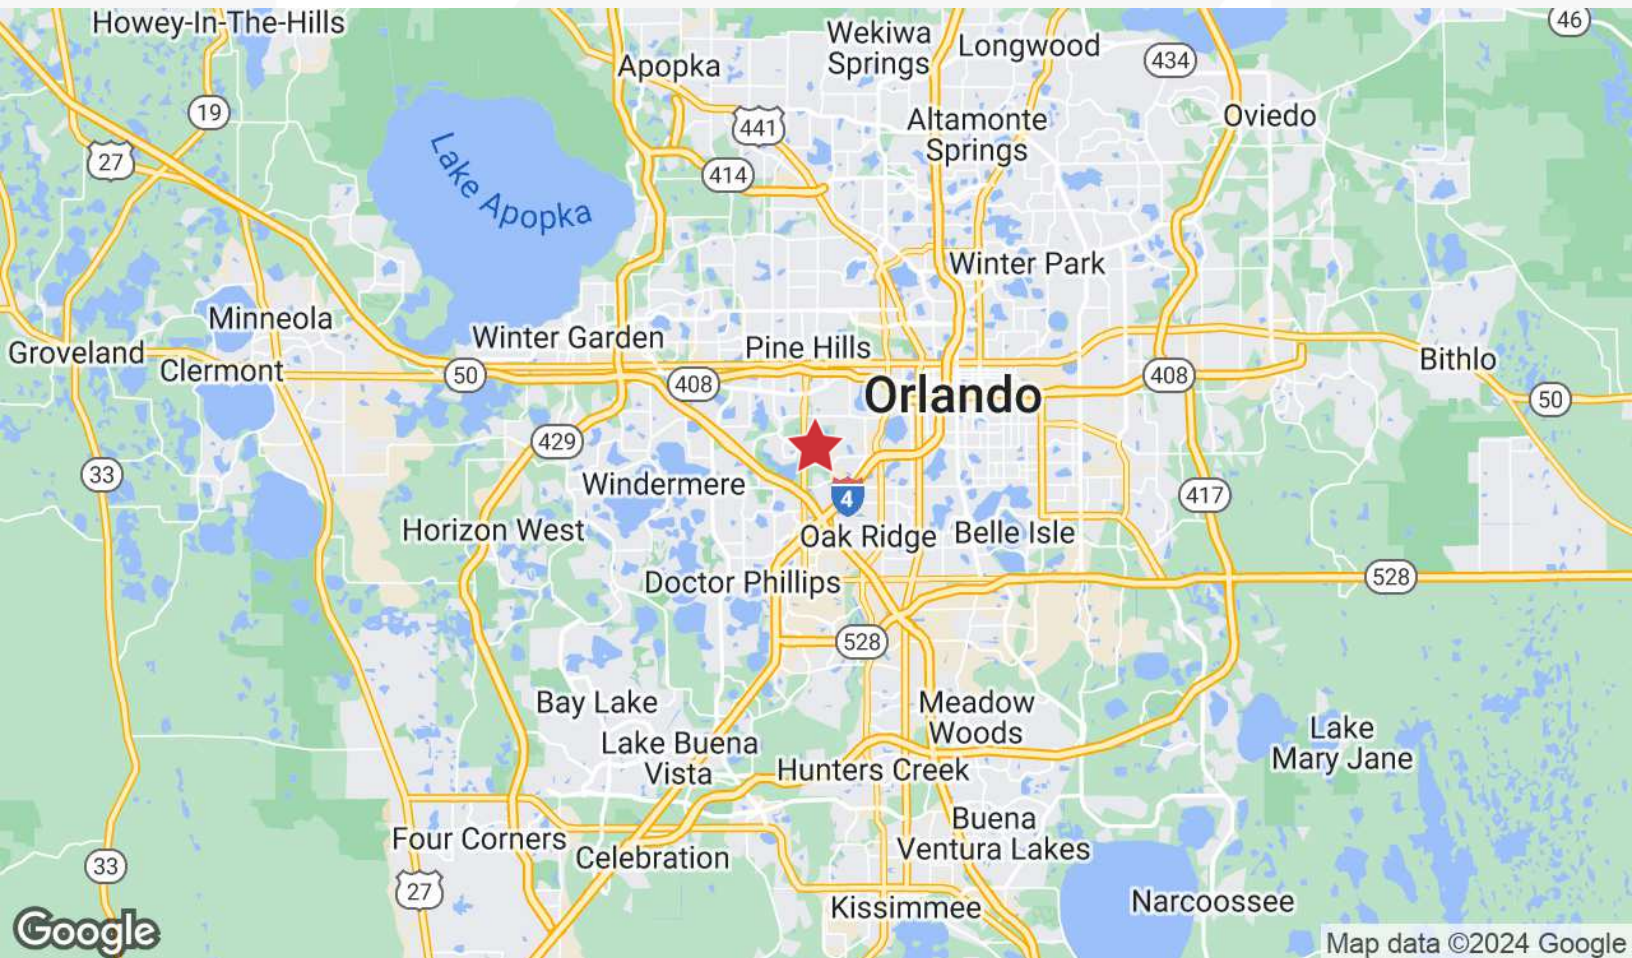 Howey-In-The-Hills
46
Wekiwa
Springs
Longwood
Apopka
434
19
441
Altamonte
Springs
Oviedo
27
414
Lake Apopka
Winter Park
Minneola
Winter Garden
Pine Hills
Groveland
Clermont
50
408
Orlando
408
Bithlo
50
429
33
Windermere
4
417
Horizon West
Oak Ridge
Belle Isle
Doctor Phillips
528
528
Bay Lake
Meadow
Woods
Lake Buena
Vista
Hunters Creek
Lake
Mary Jane
Four Corners
Celebration
Buena
Ventura Lakes
33
27
Kissimmee
Narcoossee
Google
Map data ©2024 Google